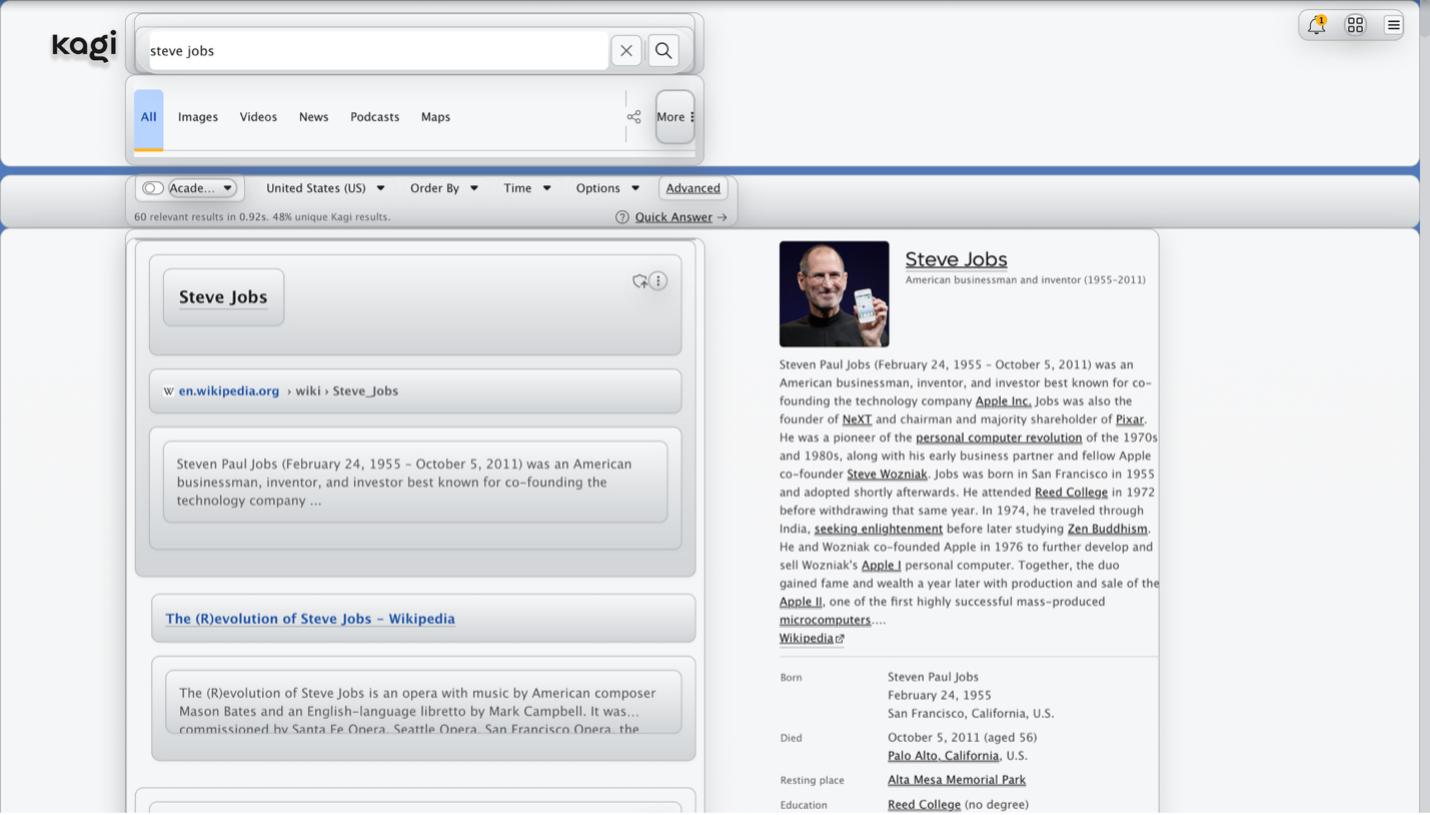 kagi
steve jobs
1
All Images Videos News Podcasts Maps More
Acade... United States (US) Order By Time Options Advanced
60 relevant results in 0.92s. 48% unique Kagi results. Quick Answer →
Steve Jobs
W en.wikipedia.org › wiki › Steve_Jobs
Steven Paul Jobs (February 24, 1955 – October 5, 2011) was an American
businessman, inventor, and investor best known for co-founding the
technology company ...
The (R)evolution of Steve Jobs - Wikipedia
The (R)evolution of Steve Jobs is an opera with music by American composer
Mason Bates and an English-language libretto by Mark Campbell. It was...
commissioned by Santa Fe Opera, Seattle Opera, San Francisco Opera, the
Steve Jobs
American businessman and inventor (1955-2011)
Steven Paul Jobs (February 24, 1955 – October 5, 2011) was an
American businessman, inventor, and investor best known for co-
founding the technology company Apple Inc. Jobs was also the
founder of NeXT and chairman and majority shareholder of Pixar.
He was a pioneer of the personal computer revolution of the 1970s
and 1980s, along with his early business partner and fellow Apple
co-founder Steve Wozniak. Jobs was born in San Francisco in 1955
and adopted shortly afterwards. He attended Reed College in 1972
before withdrawing that same year. In 1974, he traveled through
India, seeking enlightenment before later studying Zen Buddhism.
He and Wozniak co-founded Apple in 1976 to further develop and
sell Wozniak's Apple I personal computer. Together, the duo
gained fame and wealth a year later with production and sale of the
Apple II, one of the first highly successful mass-produced
microcomputers....
Wikipedia
Born Steven Paul Jobs
February 24, 1955
San Francisco, California, U.S.
Died October 5, 2011 (aged 56)
Palo Alto, California, U.S.
Resting place Alta Mesa Memorial Park
Education Reed College (no degree)